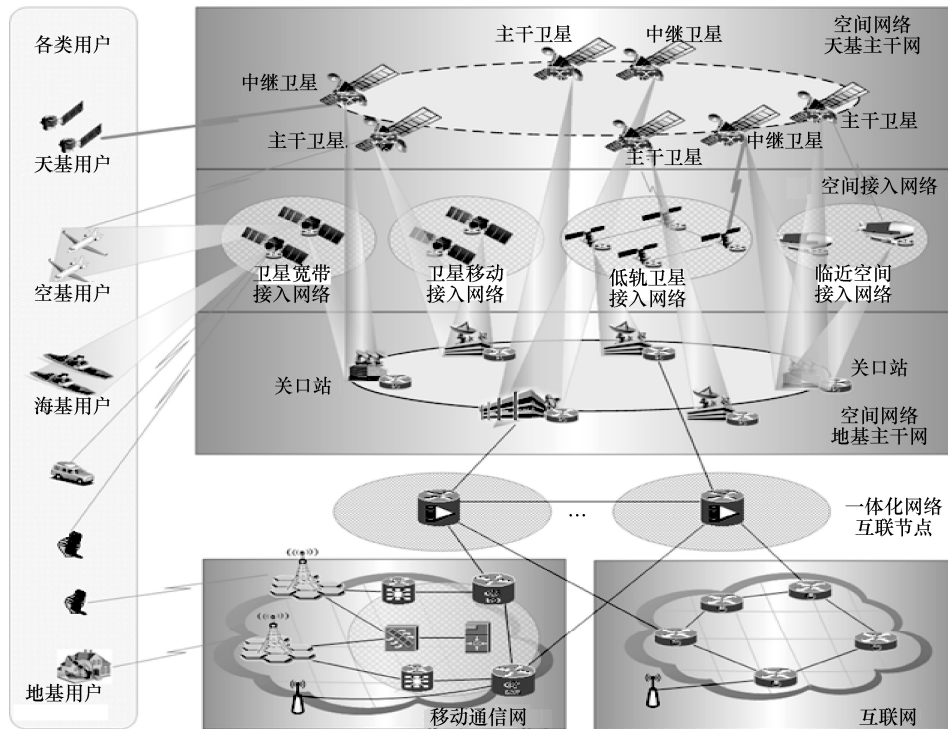 各类用户
空间网络
天基主干网
主干卫星
中继卫星
中继卫星
主干卫星
主干卫星
中继卫星
主干卫星
天基用户
空间接入网络
卫星宽带
接入网络
卫星移动
接入网络
低轨卫星
接入网络
临近空间
接入网络
空基用户
关口站
关口站
海基用户
空间网络
地基主干网
一体化网络
互联节点
…
地基用户
移动通信网
互联网